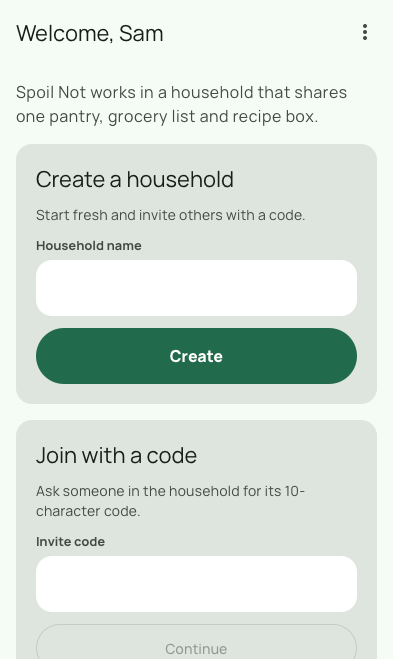 Welcome, Sam
Spoil Not works in a household that shares
one pantry, grocery list and recipe box.
Create a household
Start fresh and invite others with a code.
Household name
Create
Join with a code
Ask someone in the household for its 10-
character code.
Invite code
Continue